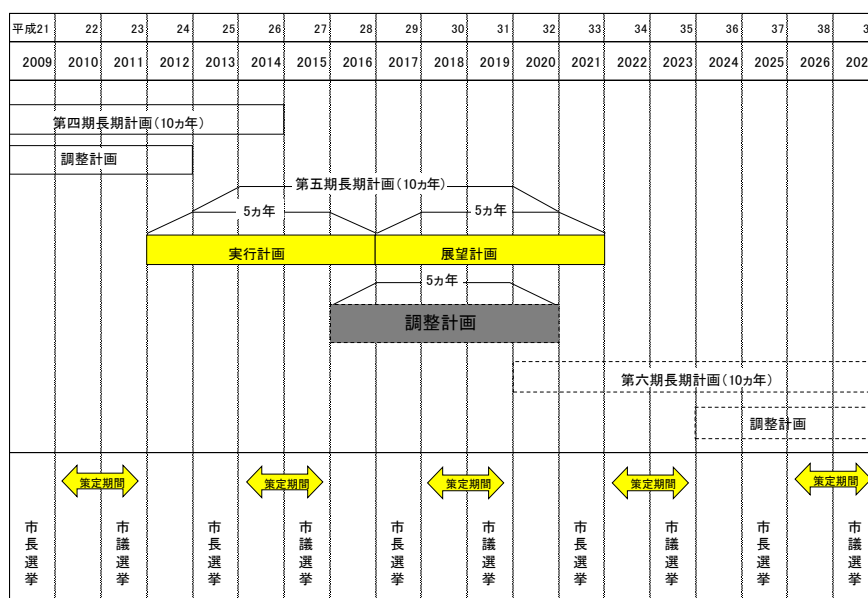 平成21 22 23 24 25 26 27 28 29 30 31 32 33 34 35 36 37 38 3
2009 2010 2011 2012 2013 2014 2015 2016 2017 2018 2019 2020 2021 2022 2023 2024 2025 2026 202
第四期長期計画(10ヵ年)
調整計画
第五期長期計画(10ヵ年)
5ヵ年 5ヵ年
実行計画 展望計画
5ヵ年
調整計画
第六期長期計画(10ヵ年)
調整計画
策定期間 策定期間 策定期間 策定期間 策定期間
市長選挙 市議選挙 市長選挙 市議選挙 市長選挙 市議選挙 市長選挙 市議選挙 市長選挙 市議選挙